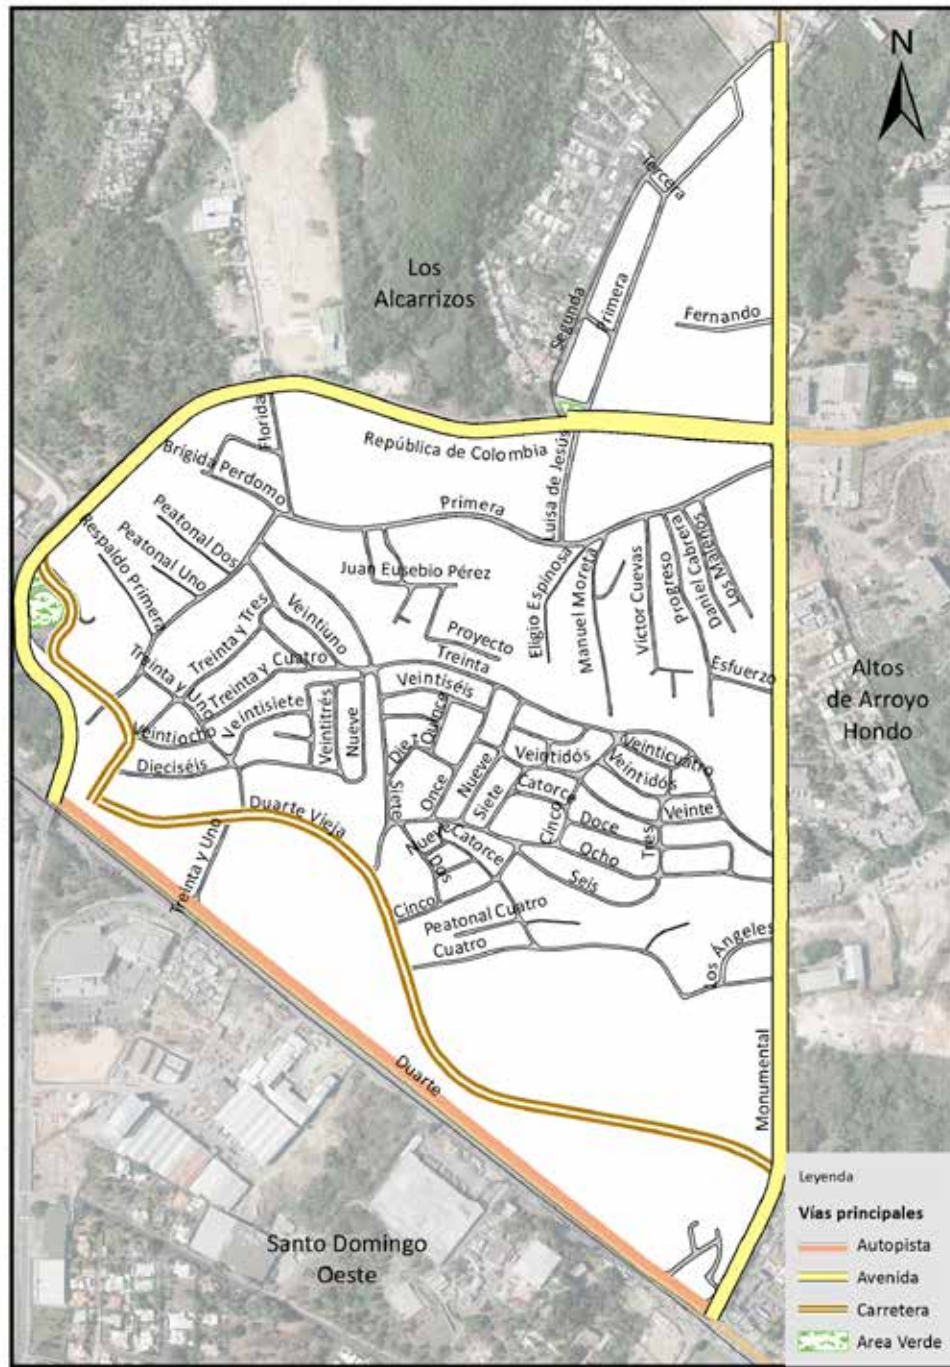 N
Tercera
Los
Alcarrizos
Segunda
Primera
Fernando
Florida
República de Colombia
Luisa de Jesús
Brígida Perdomo
Primera
Peatonal Dos
Peatonal Uno
Respaldo Primera
Juan Eusebio Pérez
Eligio Espinosa
Manuel Moreta
Víctor Cuevas
Progreso
Daniel Cabrera
Los Maleños
Proyecto
Treinta
Esfuerzo
Altos
de Arroyo
Hondo
Treinta y Tres
Veintiuno
Treinta y Cuatro
Treinta y Uno
Veintiséis
Veintisiete
Veintiocho
Veintitrés
Nueve
Quince
Diez
Dieciséis
Once
Nueve
Siete
Siete
Veintidós
Veinticuatro
Veintidós
Veinte
Catorce
Cinco
Doce
Tres
Ocho
Seis
Duarte Vieja
Nueve
Catorce
Dos
Cinco
Treinta y Uno
Peatonal Cuatro
Cuatro
Los Ángeles
Monumental
Duarte
Santo Domingo
Oeste
Leyenda
Vías principales
Autopista
Avenida
Carretera
Area Verde